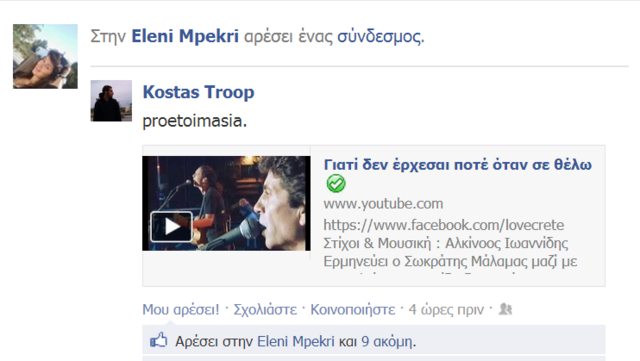 Στην Eleni Mpekri αρέσει ένας σύνδεσμος.
Kostas Troop
proetoimasia.
Γιατί δεν έρχεσαι ποτέ όταν σε θέλω
www.youtube.com
https://www.facebook.com/lovecrete
Στίχοι & Μουσική : Αλκίνοος Ιωαννίδης
Ερμηνεύει ο Σωκράτης Μάλαμας μαζί με
Μου αρέσει! · Σχολιάστε · Κοινοποιήστε · 4 ώρες πριν ·
Αρέσει στην Eleni Mpekri και 9 ακόμη.